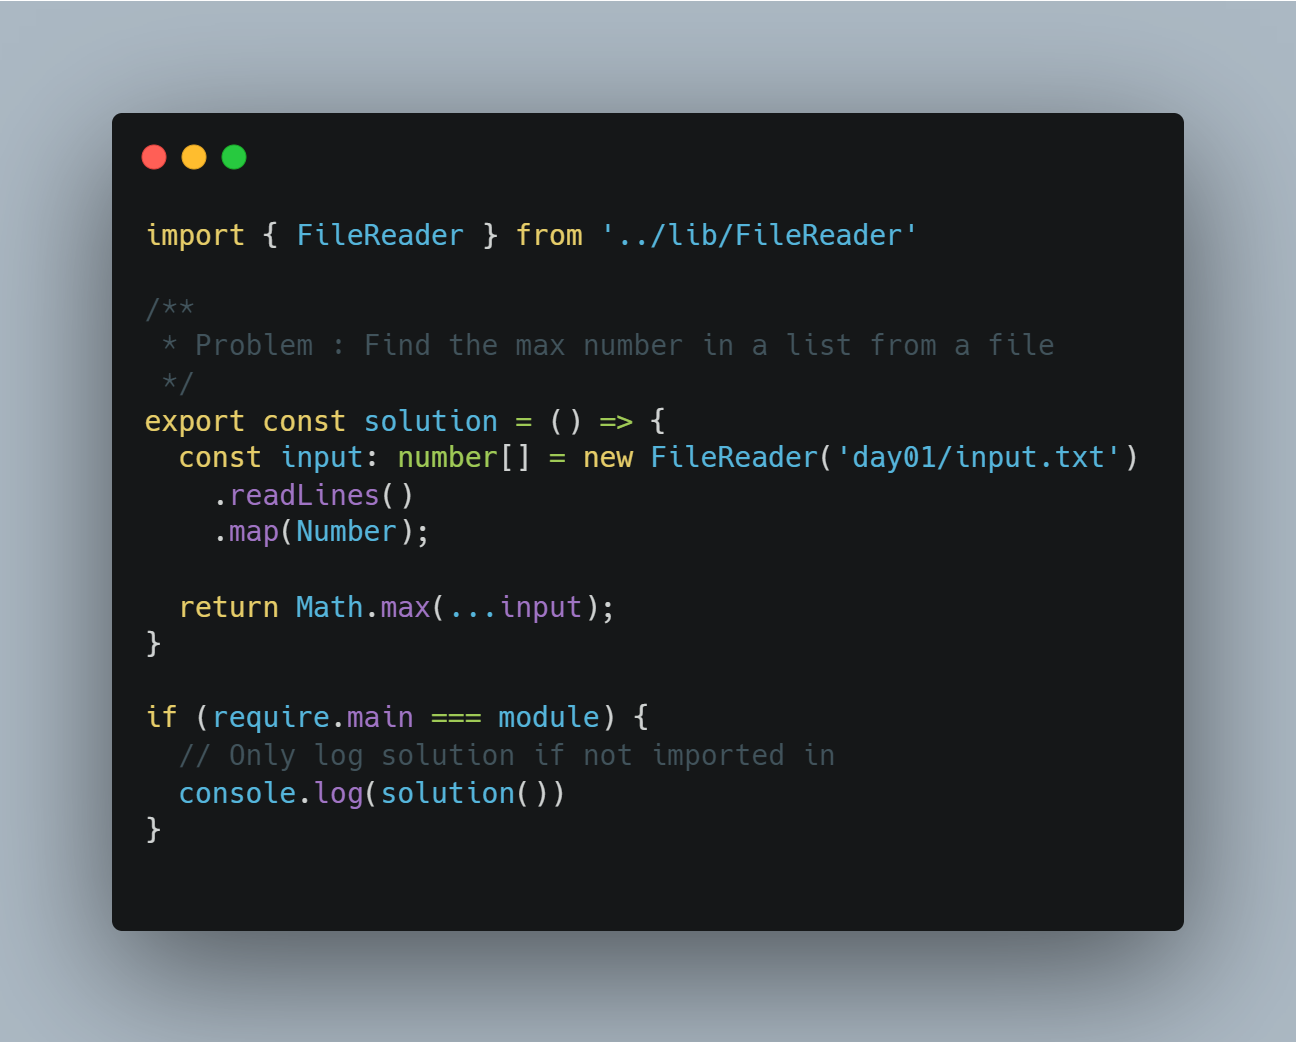 import { FileReader } from '../lib/FileReader'

/**
 * Problem : Find the max number in a list from a file
 */
export const solution = () => {
  const input: number[] = new FileReader('day01/input.txt')
    .readLines()
    .map(Number);

  return Math.max(...input);
}

if (require.main === module) {
  // Only log solution if not imported in
  console.log(solution())
}